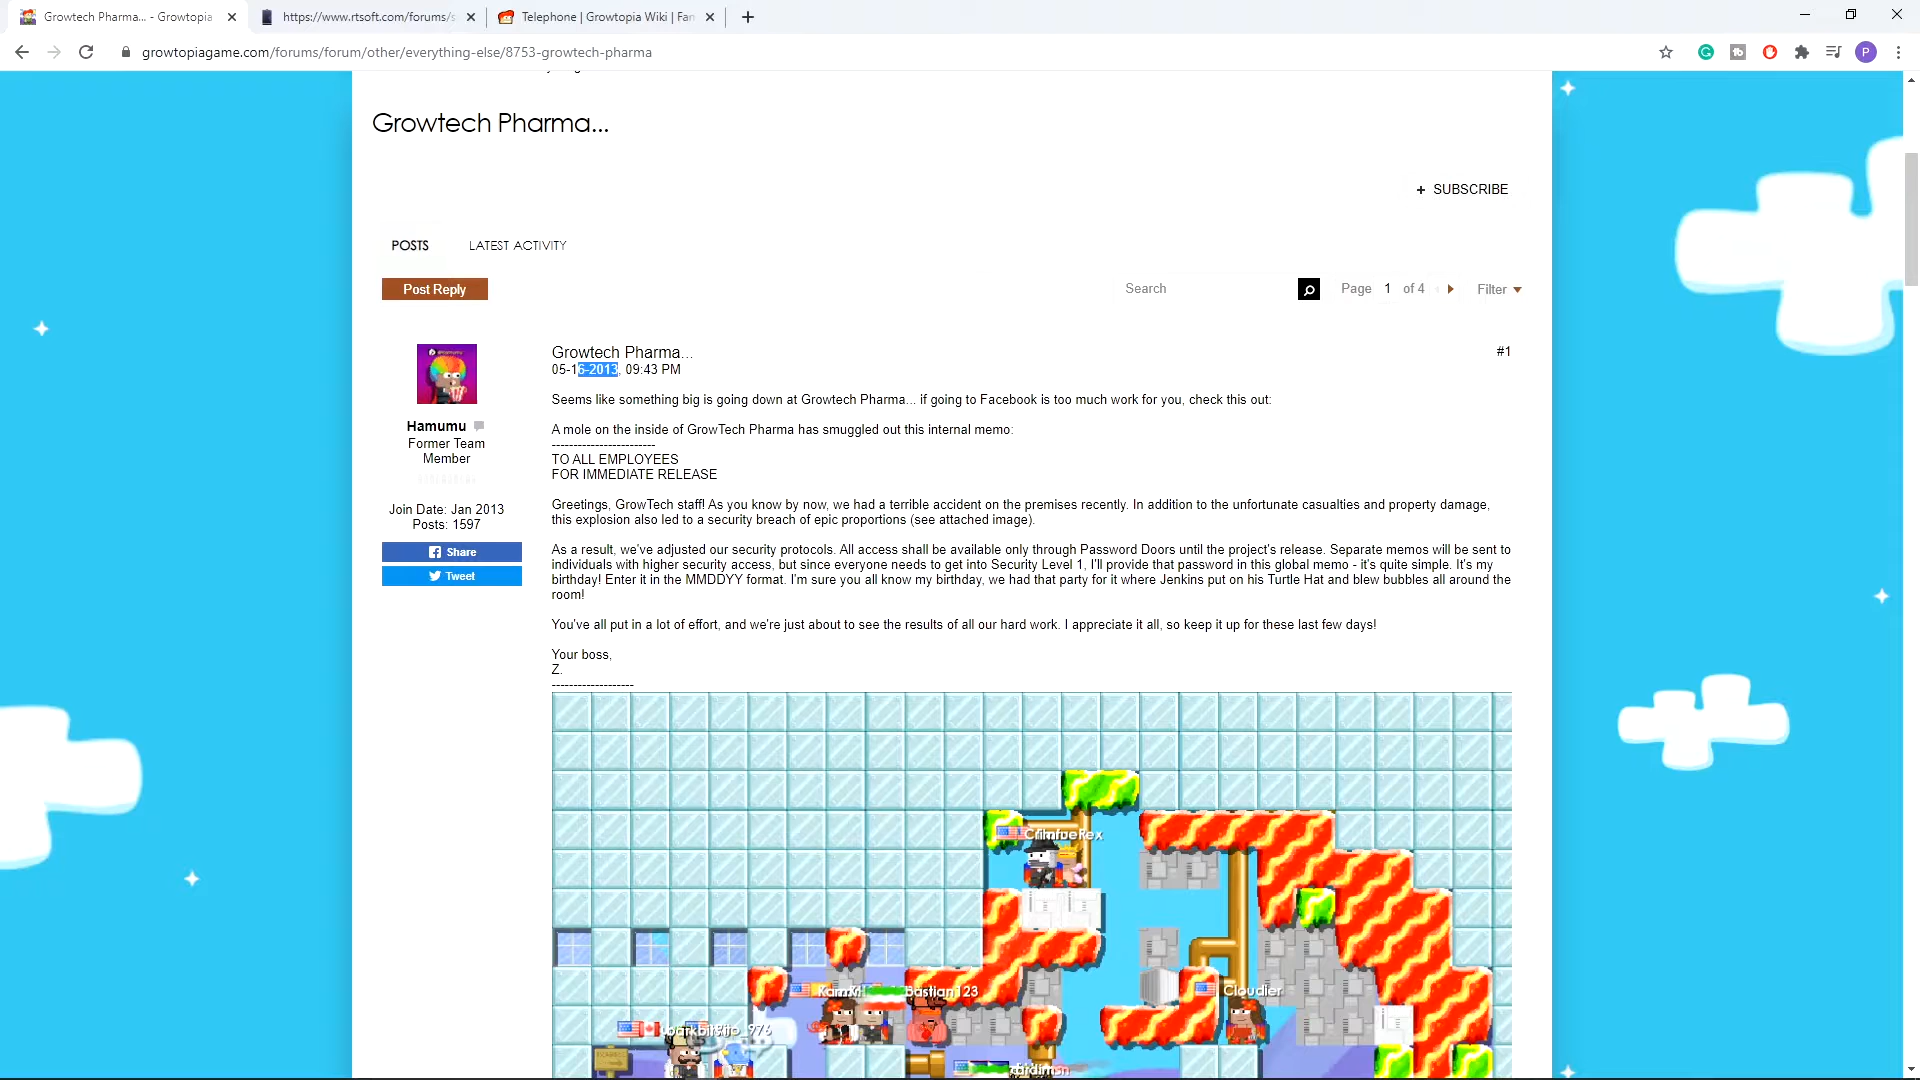 Growtech Pharma... - Growtopia
https://www.rtsoft.com/forums/s
Telephone | Growtopia Wiki | Fan
growtopiagame.com/forums/forum/other/everything-else/8753-growtech-pharma
P
Growtech Pharma...
+ SUBSCRIBE
POSTS
LATEST ACTIVITY
Post Reply
Search
Page 1 of 4
Filter
Growtech Pharma...
#1
05-16-2013, 09:43 PM
Hamumu
Former Team
Member
Join Date: Jan 2013
Posts: 1597
Share
Tweet
Seems like something big is going down at Growtech Pharma... if going to Facebook is too much work for you, check this out:
A mole on the inside of GrowTech Pharma has smuggled out this internal memo:
------------------------
TO ALL EMPLOYEES
FOR IMMEDIATE RELEASE
Greetings, GrowTech staff! As you know by now, we had a terrible accident on the premises recently. In addition to the unfortunate casualties and property damage,
this explosion also led to a security breach of epic proportions (see attached image).
As a result, we've adjusted our security protocols. All access shall be available only through Password Doors until the project's release. Separate memos will be sent to
individuals with higher security access, but since everyone needs to get into Security Level 1, I'll provide that password in this global memo - it's quite simple. It's my
birthday! Enter it in the MMDDYY format. I'm sure you all know my birthday, we had that party for it where Jenkins put on his Turtle Hat and blew bubbles all around the
room!
You've all put in a lot of effort, and we're just about to see the results of all our hard work. I appreciate it all, so keep it up for these last few days!
Your boss,
Z.
-------------------
Cloudier